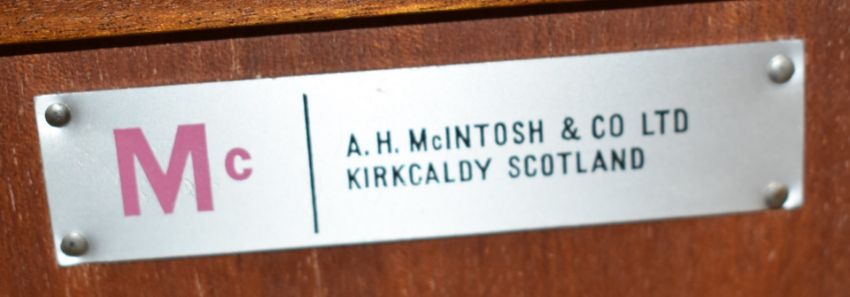 Mc
A.H. McINTOSH & CO LTD
KIRKCALDY SCOTLAND